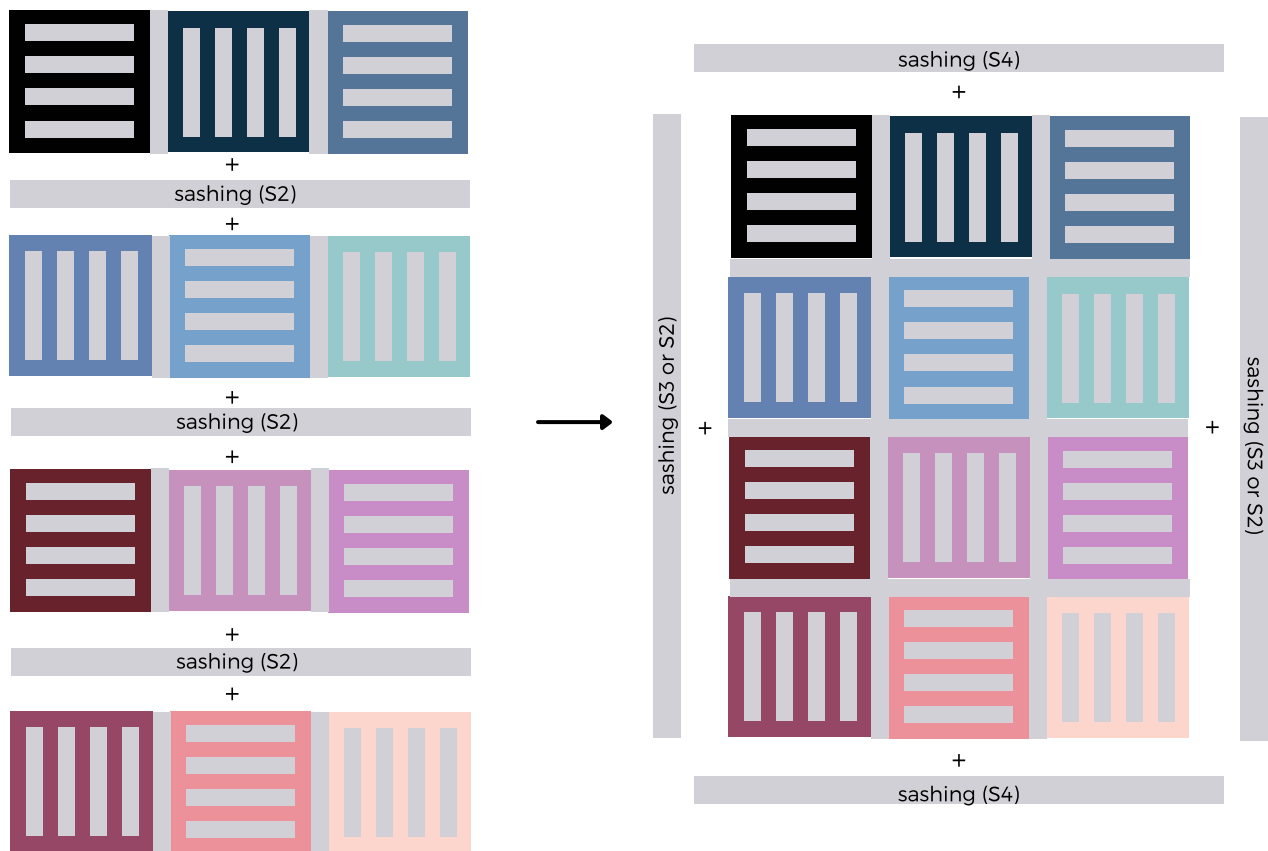 +
sashing (S2)
+
+
sashing (S2)
+
+
sashing (S2)
+
sashing (S4)
+
sashing (S3 or S2)
+
+
sashing (S3 or S2)
+
sashing (S4)